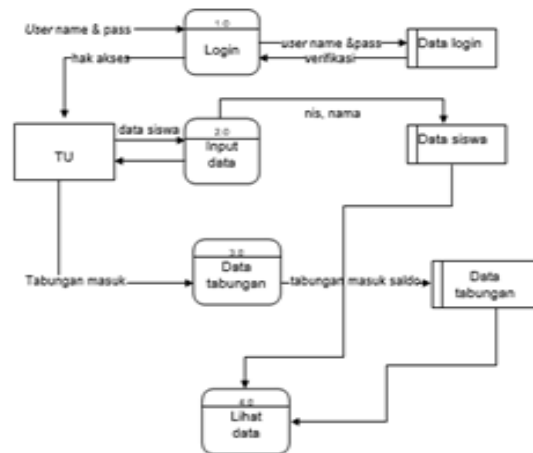 1.0
User name & pass
Login
user name &pass
Data login
hak akses
verifikasi
data siswa
2.0
nis, nama
Input
data
Data siswa
TU
3.0
Data
tabungan
Tabungan masuk
tabungan masuk saldo
Data
tabungan
4.0
Lihat
data